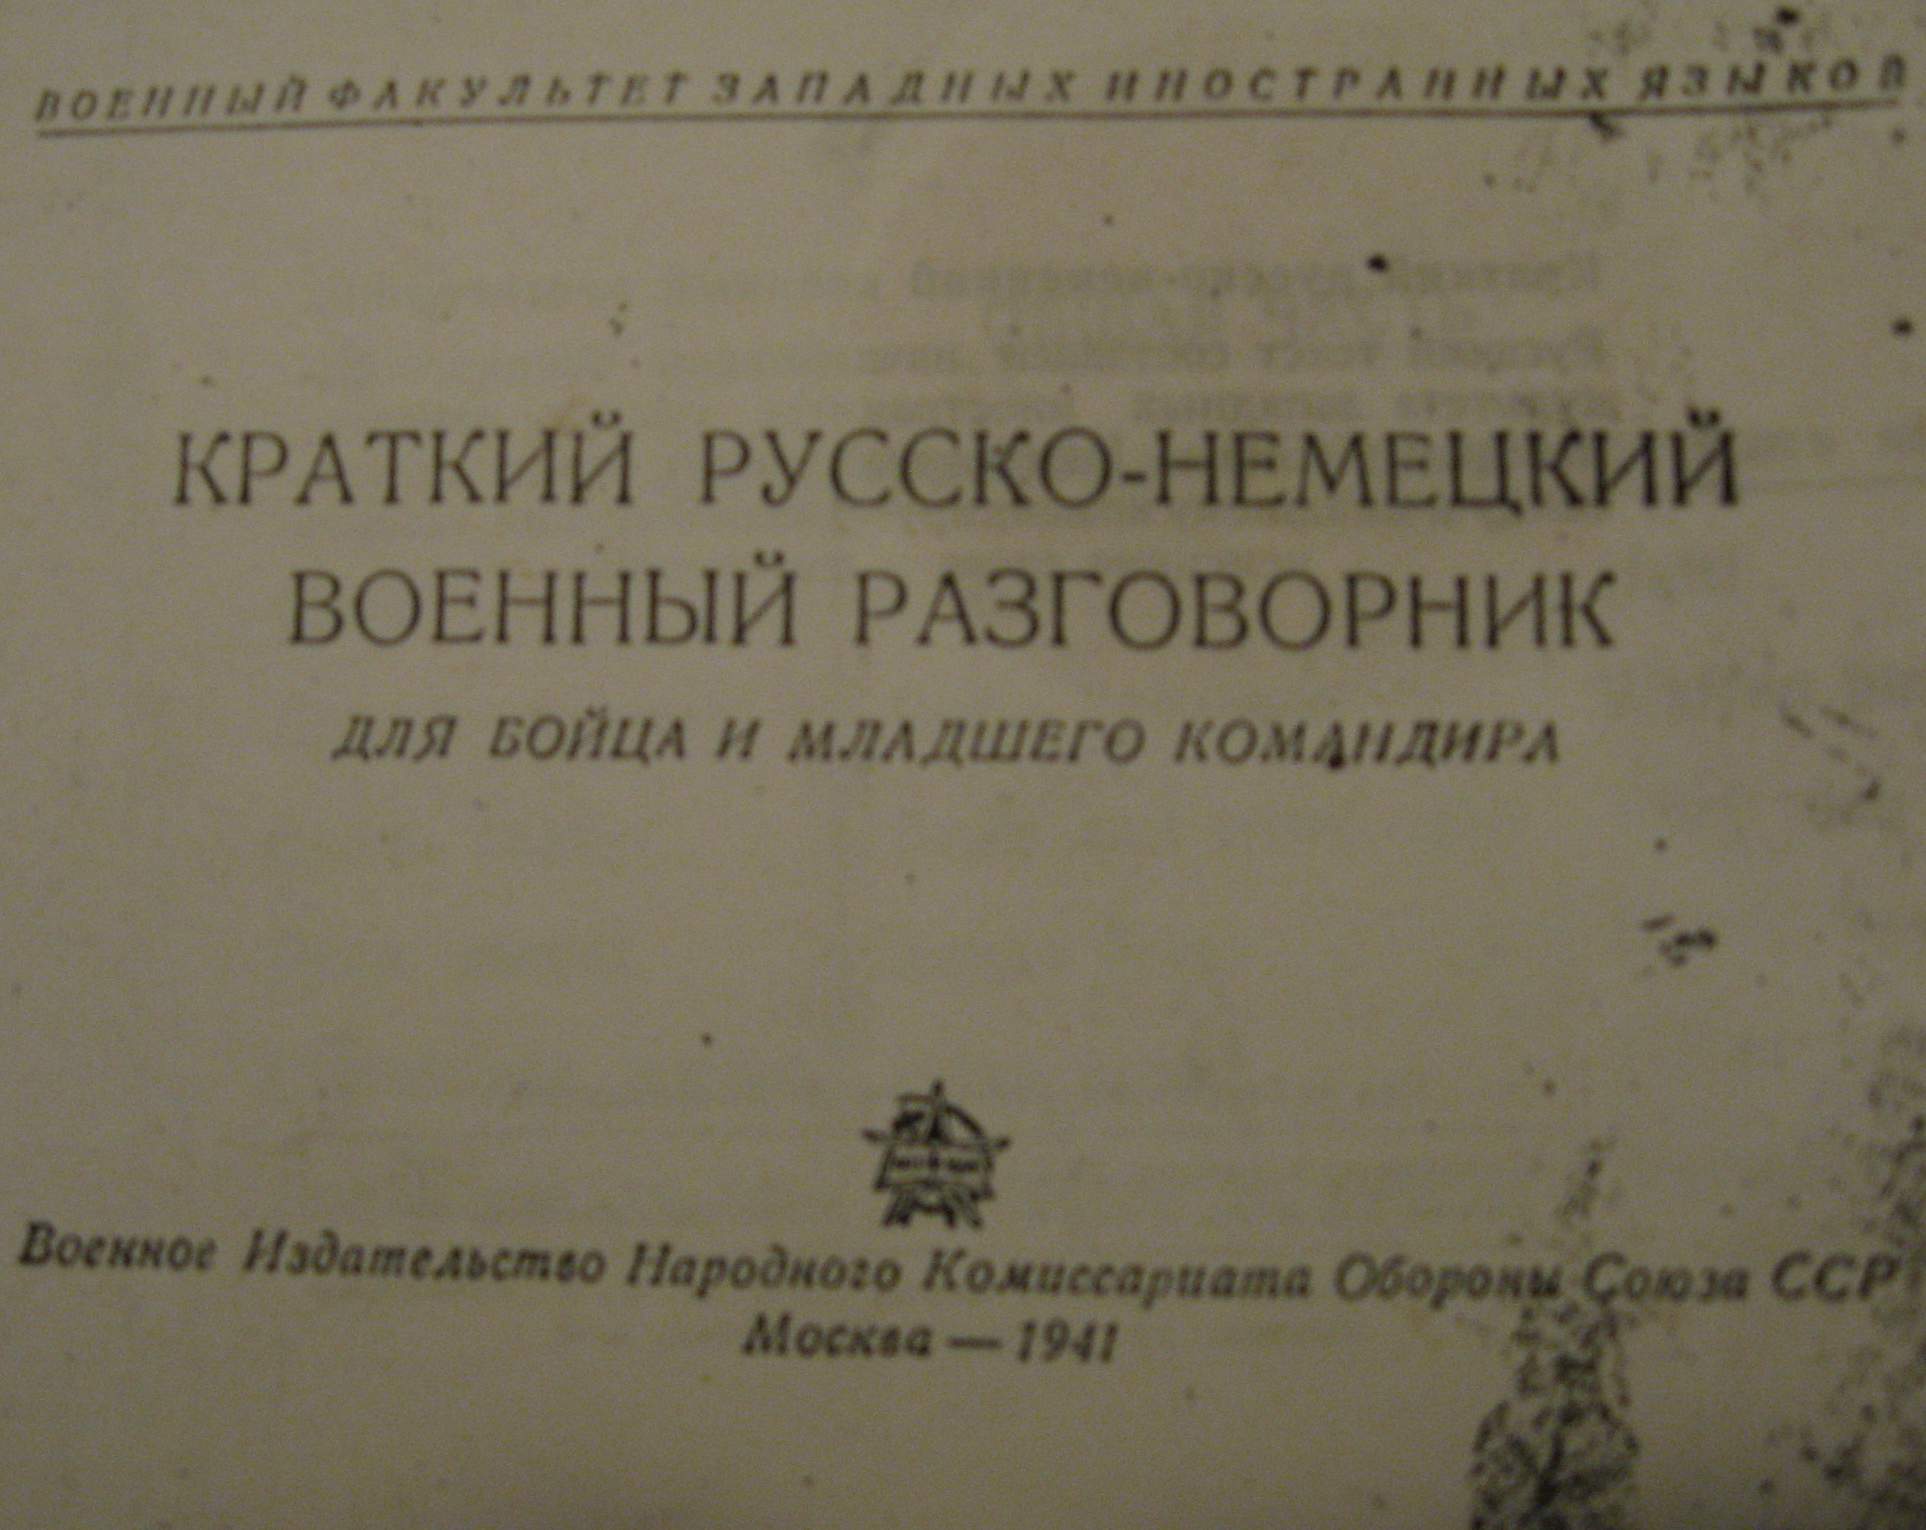 ВОЕННЫЙ ФАКУЛЬТЕТ ЗАПАДНЫХ ИНОСТРАННЫХ ЯЗЫКОВ
КРАТКИЙ РУССКО-НЕМЕЦКИЙ
ВОЕННЫЙ РАЗГОВОРНИК
ДЛЯ БОЙЦА И МЛАДШЕГО КОМАНДИРА
Военное Издательство Народного Комиссариата Обороны Союза ССР
Москва — 1941